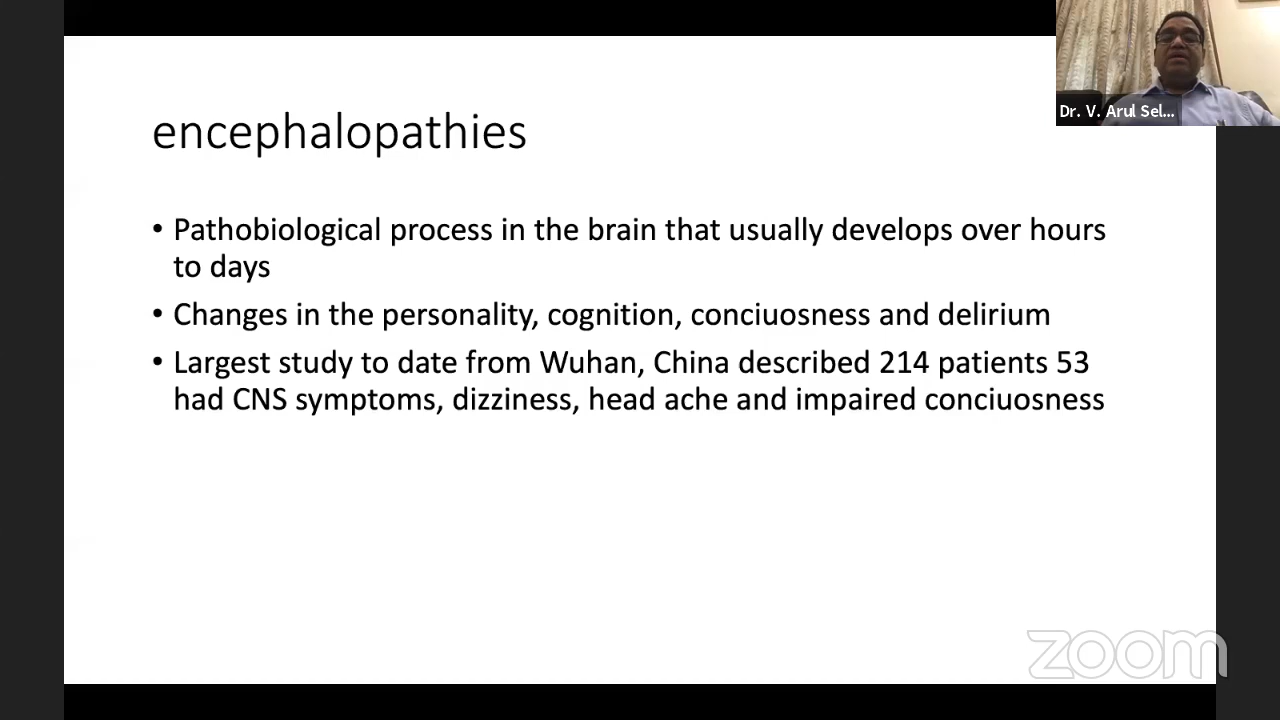 encephalopathies
• Pathobiological process in the brain that usually develops over hours
to days
• Changes in the personality, cognition, conciuosness and delirium
• Largest study to date from Wuhan, China described 214 patients 53
had CNS symptoms, dizziness, head ache and impaired conciuosness
Dr. V. Arul Sel...
zoom